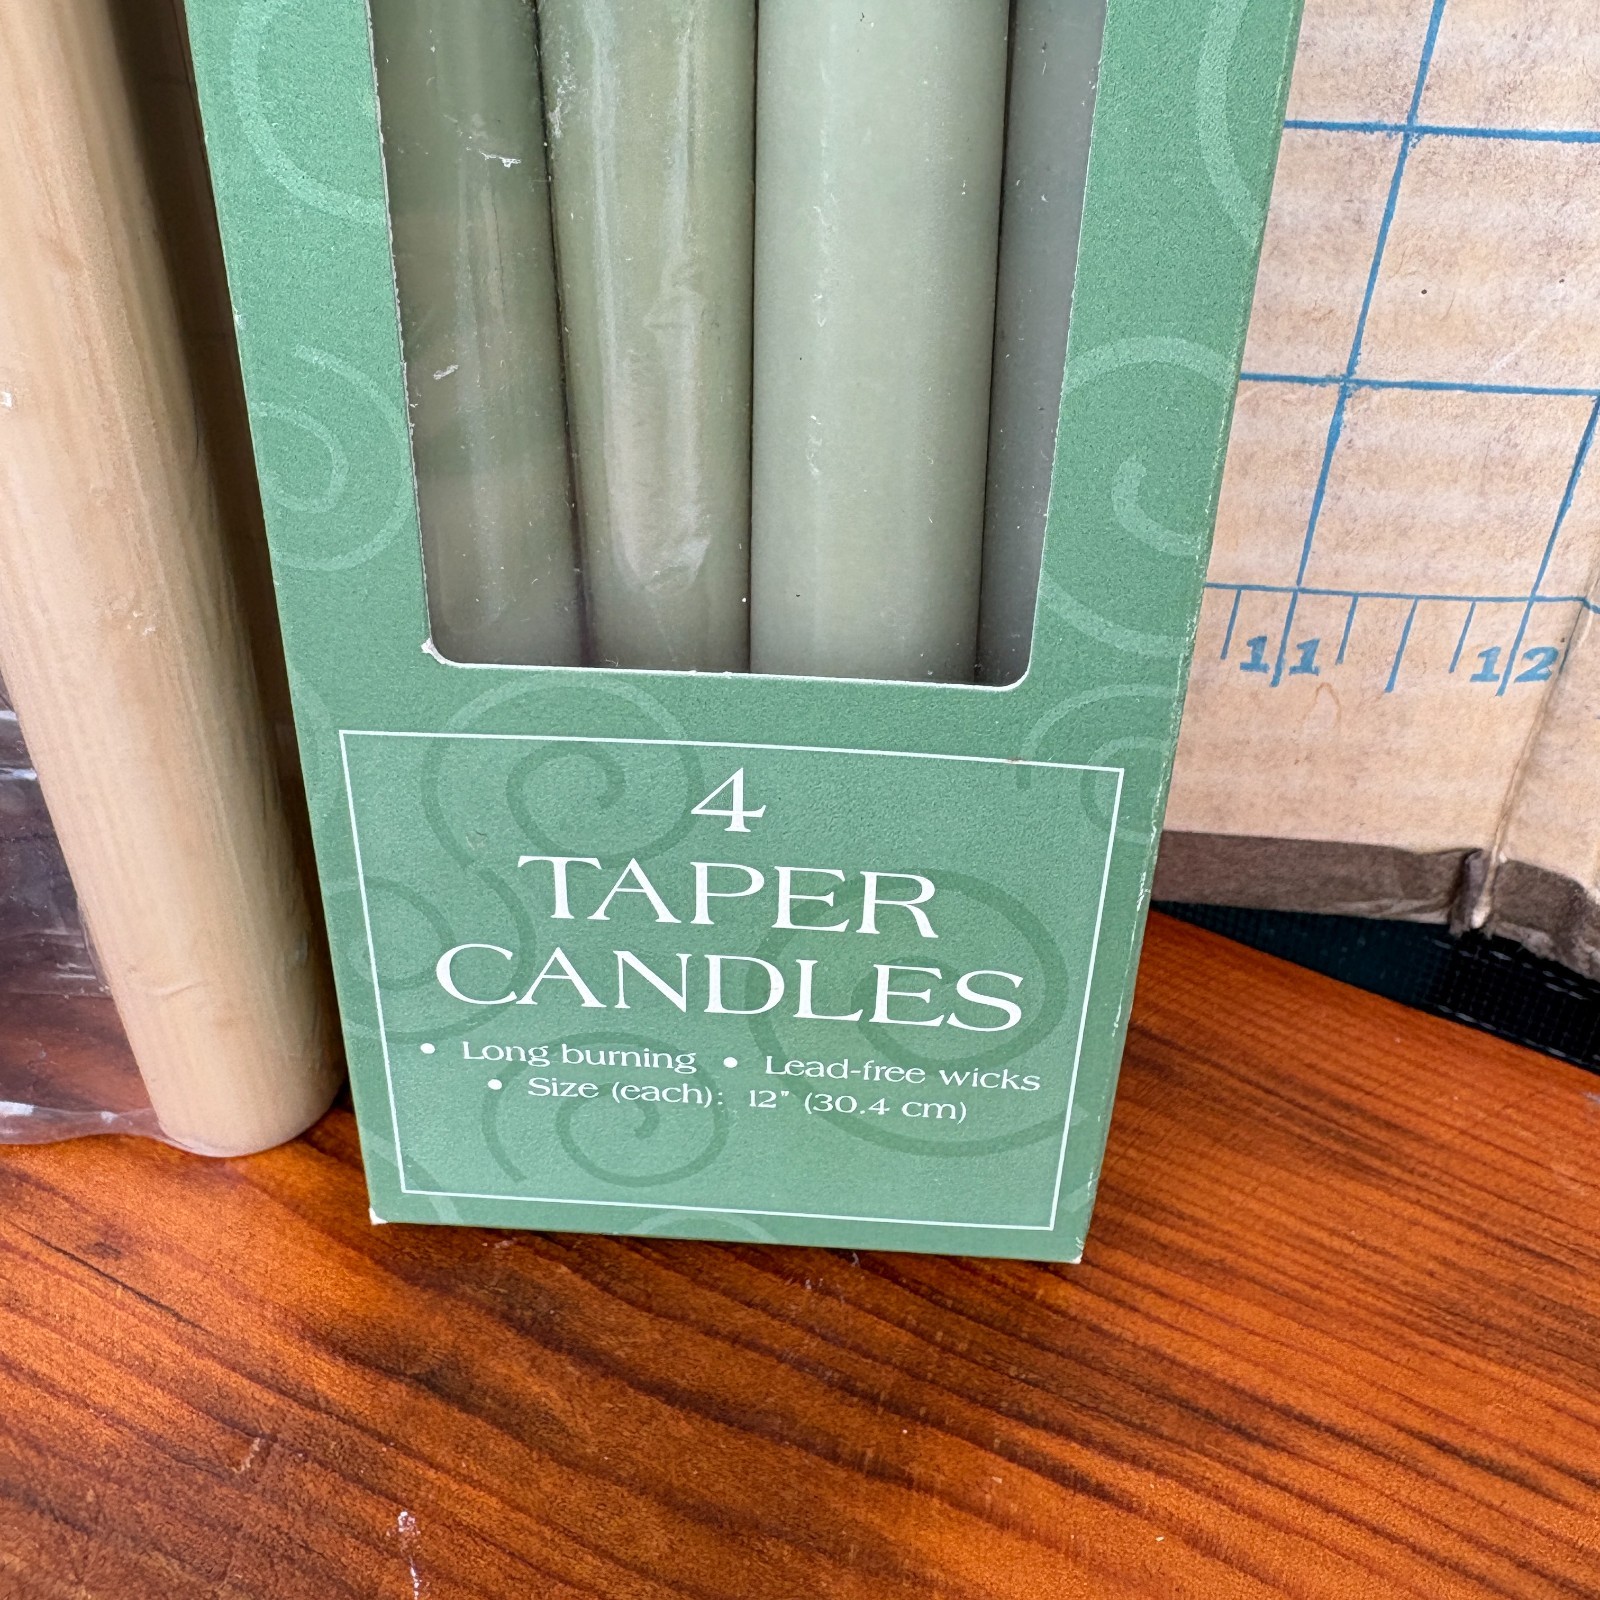 11 12
4
TAPER
CANDLES
• Long burning • Lead-free wicks
• Size (each): 12" (30.4 cm)